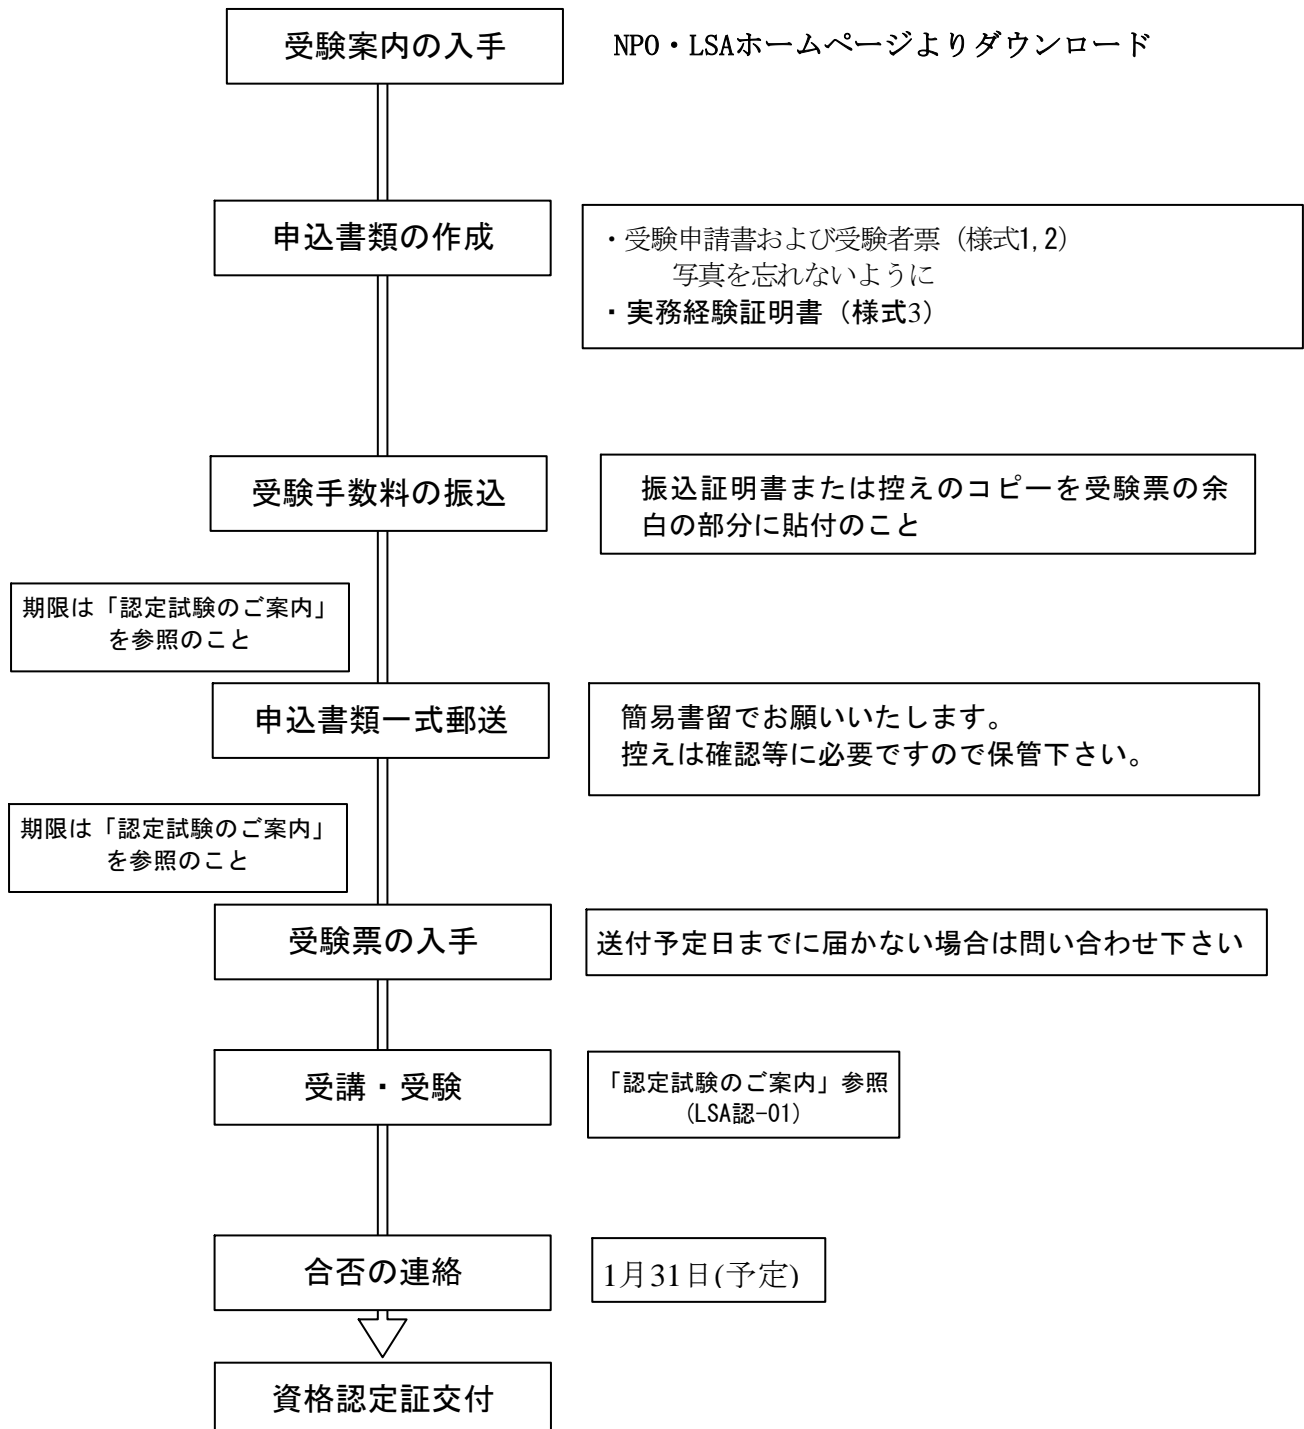 受験案内の入手
NPO・LSAホームページよりダウンロード
申込書類の作成
・受験申請書および受験者票（様式1,2）
写真を忘れないように
・実務経験証明書（様式3）
受験手数料の振込
振込証明書または控えのコピーを受験票の余
白の部分に貼付のこと
期限は「認定試験のご案内」
を参照のこと
申込書類一式郵送
簡易書留でお願いいたします。
控えは確認等に必要ですので保管下さい。
期限は「認定試験のご案内」
を参照のこと
受験票の入手
送付予定日までに届かない場合は問い合わせ下さい
受講・受験
「認定試験のご案内」参照
(LSA認-01)
合否の連絡
1月31日(予定)
資格認定証交付